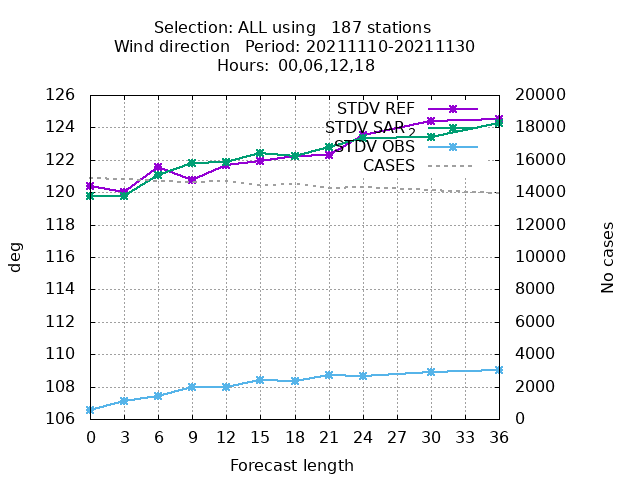 Selection: ALL using   187 stations
Wind direction   Period: 20211110-20211130
Hours:  00,06,12,18
126
124
122
120
118
116
114
112
110
108
106
deg
20000
18000
16000
14000
12000
10000
8000
6000
4000
2000
0
No cases
STDV REF
STDV SAR_2
STDV OBS
CASES
0 3 6 9 12 15 18 21 24 27 30 33 36
Forecast length